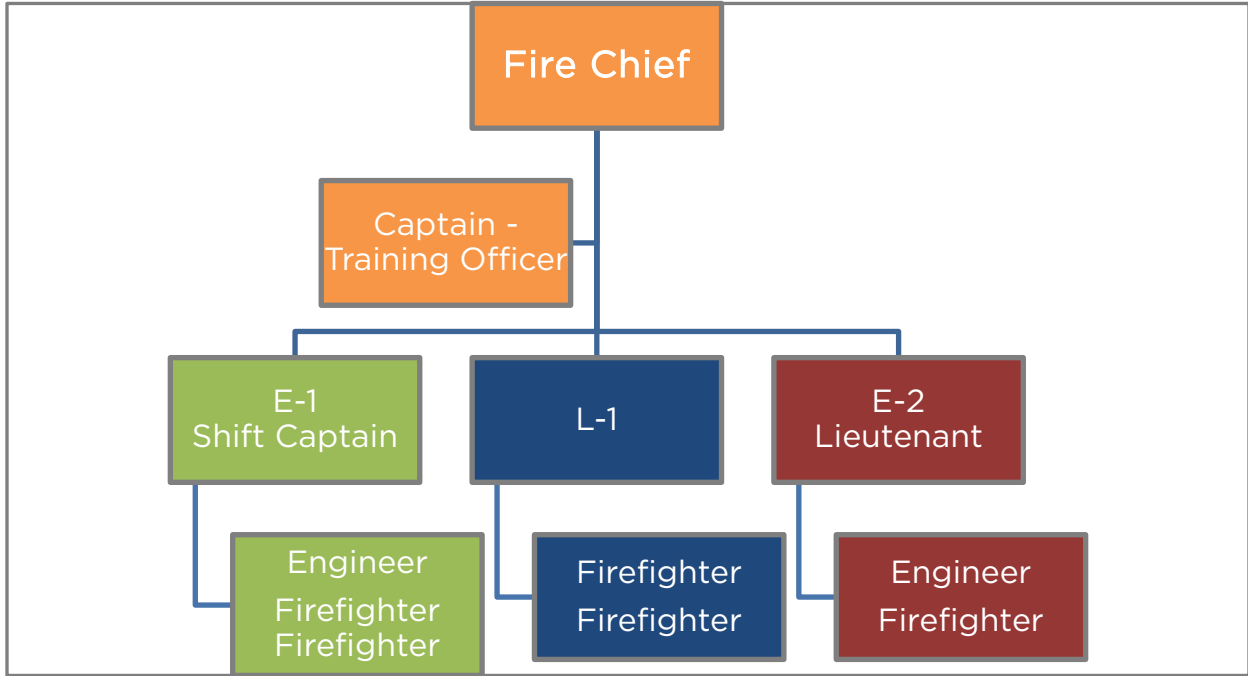 Fire Chief
Captain -
Training Officer
E-1
Shift Captain
L-1
E-2
Lieutenant
Engineer
Firefighter
Firefighter
Firefighter
Firefighter
Engineer
Firefighter